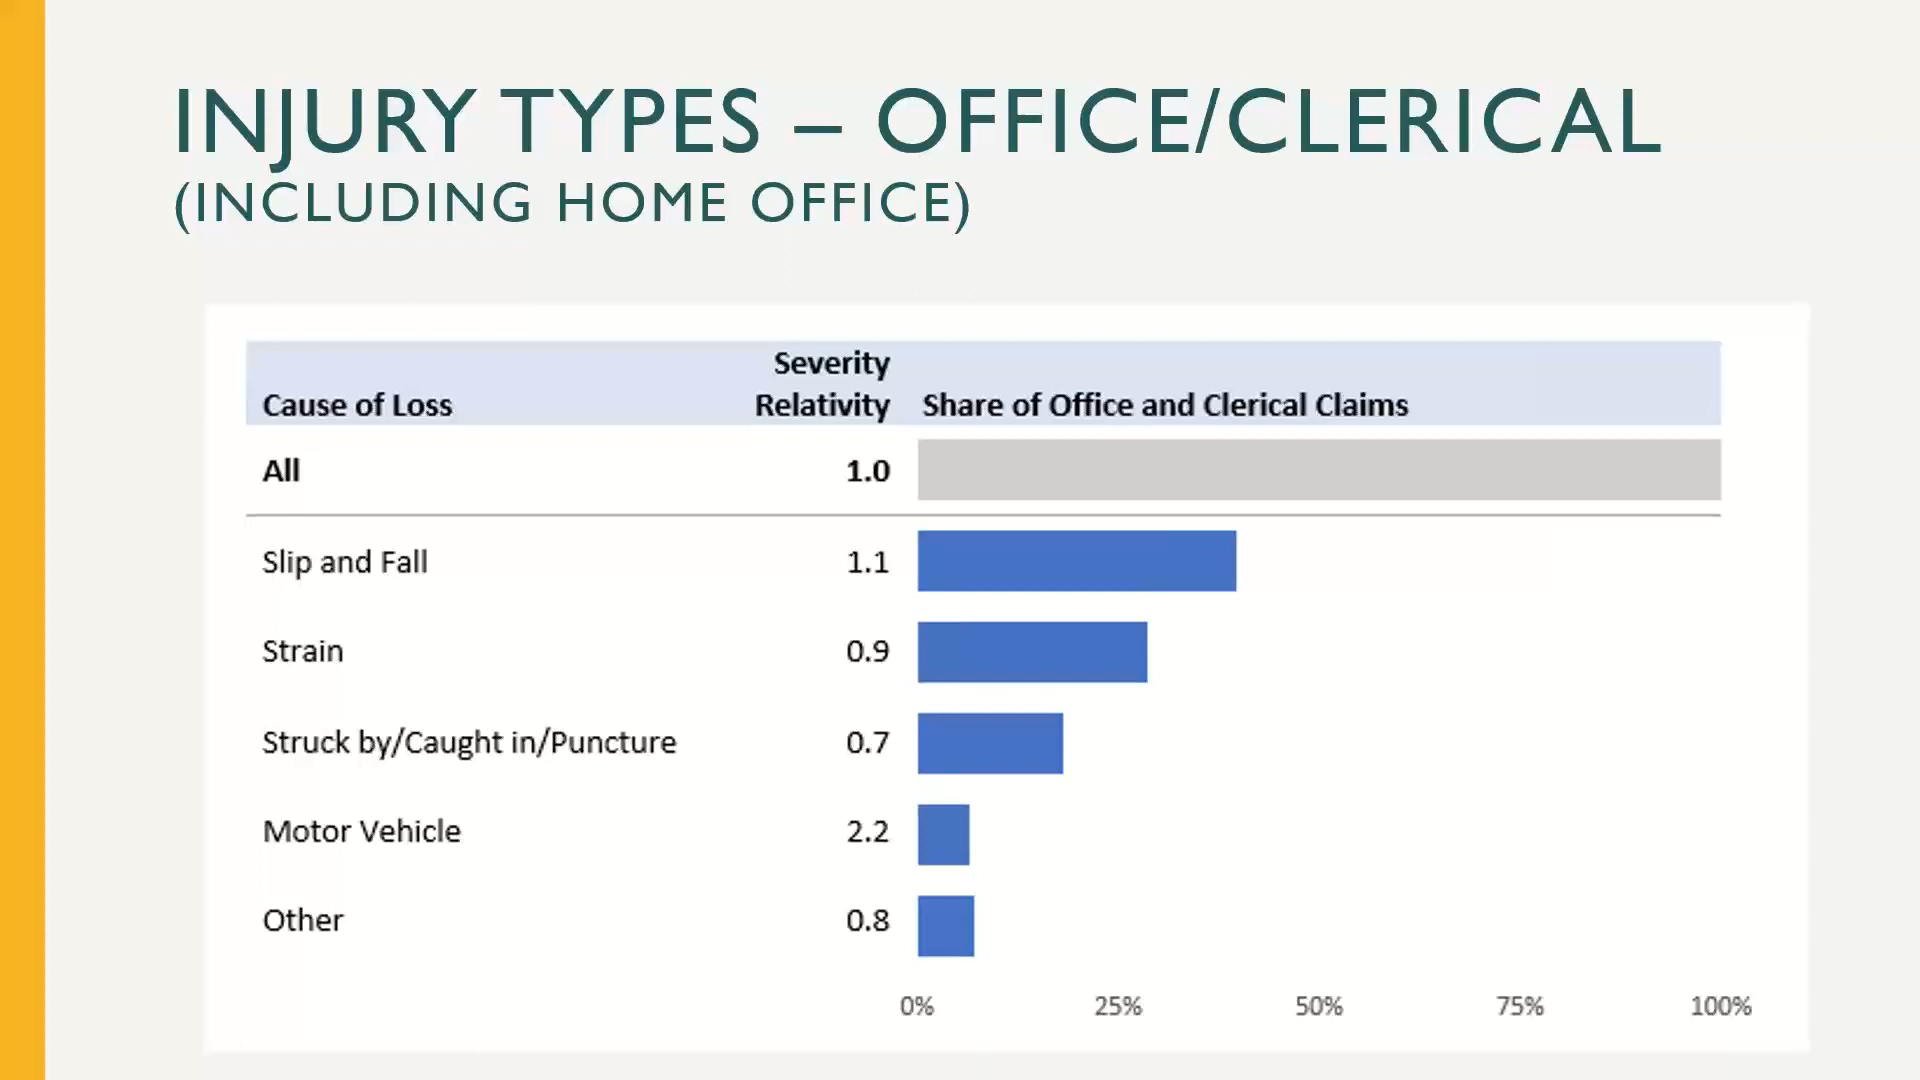 INJURY TYPES – OFFICE/CLERICAL
(INCLUDING HOME OFFICE)
Severity
Cause of Loss Relativity Share of Office and Clerical Claims
All 1.0
Slip and Fall 1.1
Strain 0.9
Struck by/Caught in/Puncture 0.7
Motor Vehicle 2.2
Other 0.8
0% 25% 50% 75% 100%